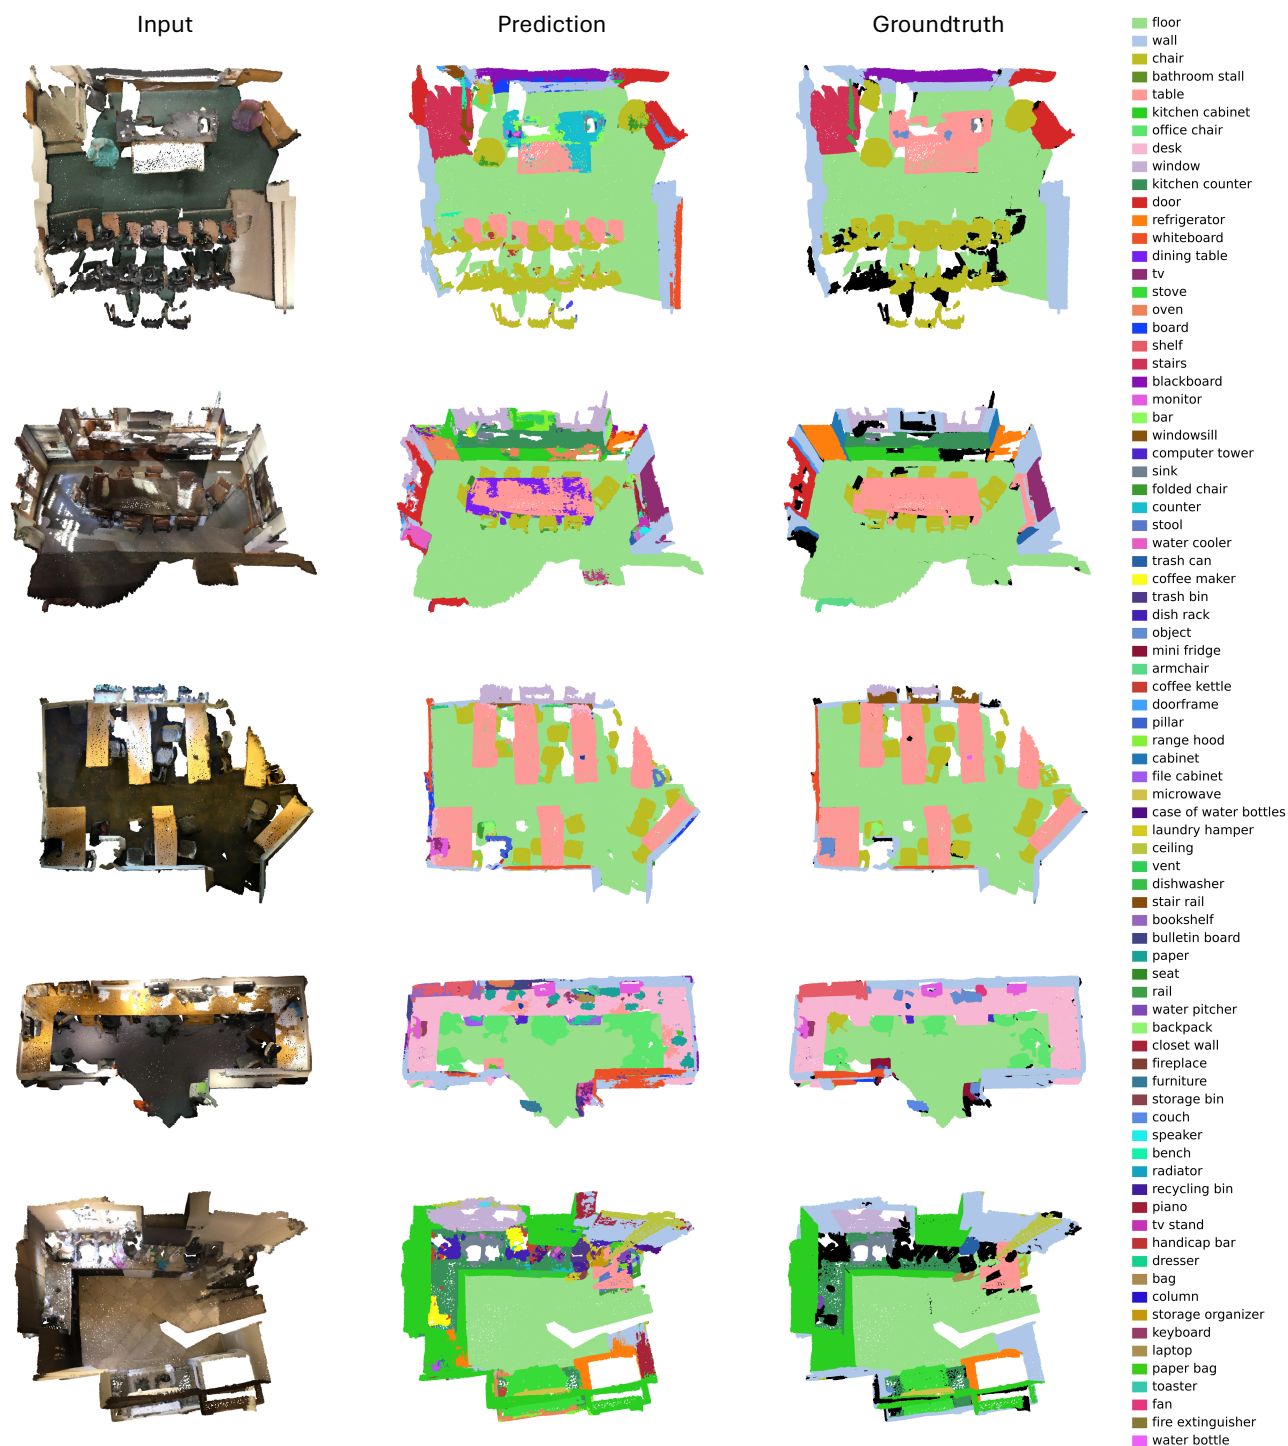 Input
Prediction
Groundtruth
floor
wall
chair
bathroom stall
table
kitchen cabinet
office chair
desk
window
kitchen counter
door
refrigerator
whiteboard
dining table
tv
stove
oven
board
shelf
stairs
blackboard
monitor
bar
windowsill
computer tower
sink
folded chair
counter
stool
water cooler
trash can
coffee maker
trash bin
dish rack
object
mini fridge
armchair
coffee kettle
doorframe
pillar
range hood
cabinet
file cabinet
microwave
case of water bottles
laundry hamper
ceiling
vent
dishwasher
stair rail
bookshelf
bulletin board
paper
seat
rail
water pitcher
backpack
closet wall
fireplace
furniture
storage bin
couch
speaker
bench
radiator
recycling bin
piano
tv stand
handicap bar
dresser
bag
column
storage organizer
keyboard
laptop
paper bag
toaster
fan
fire extinguisher
water bottle